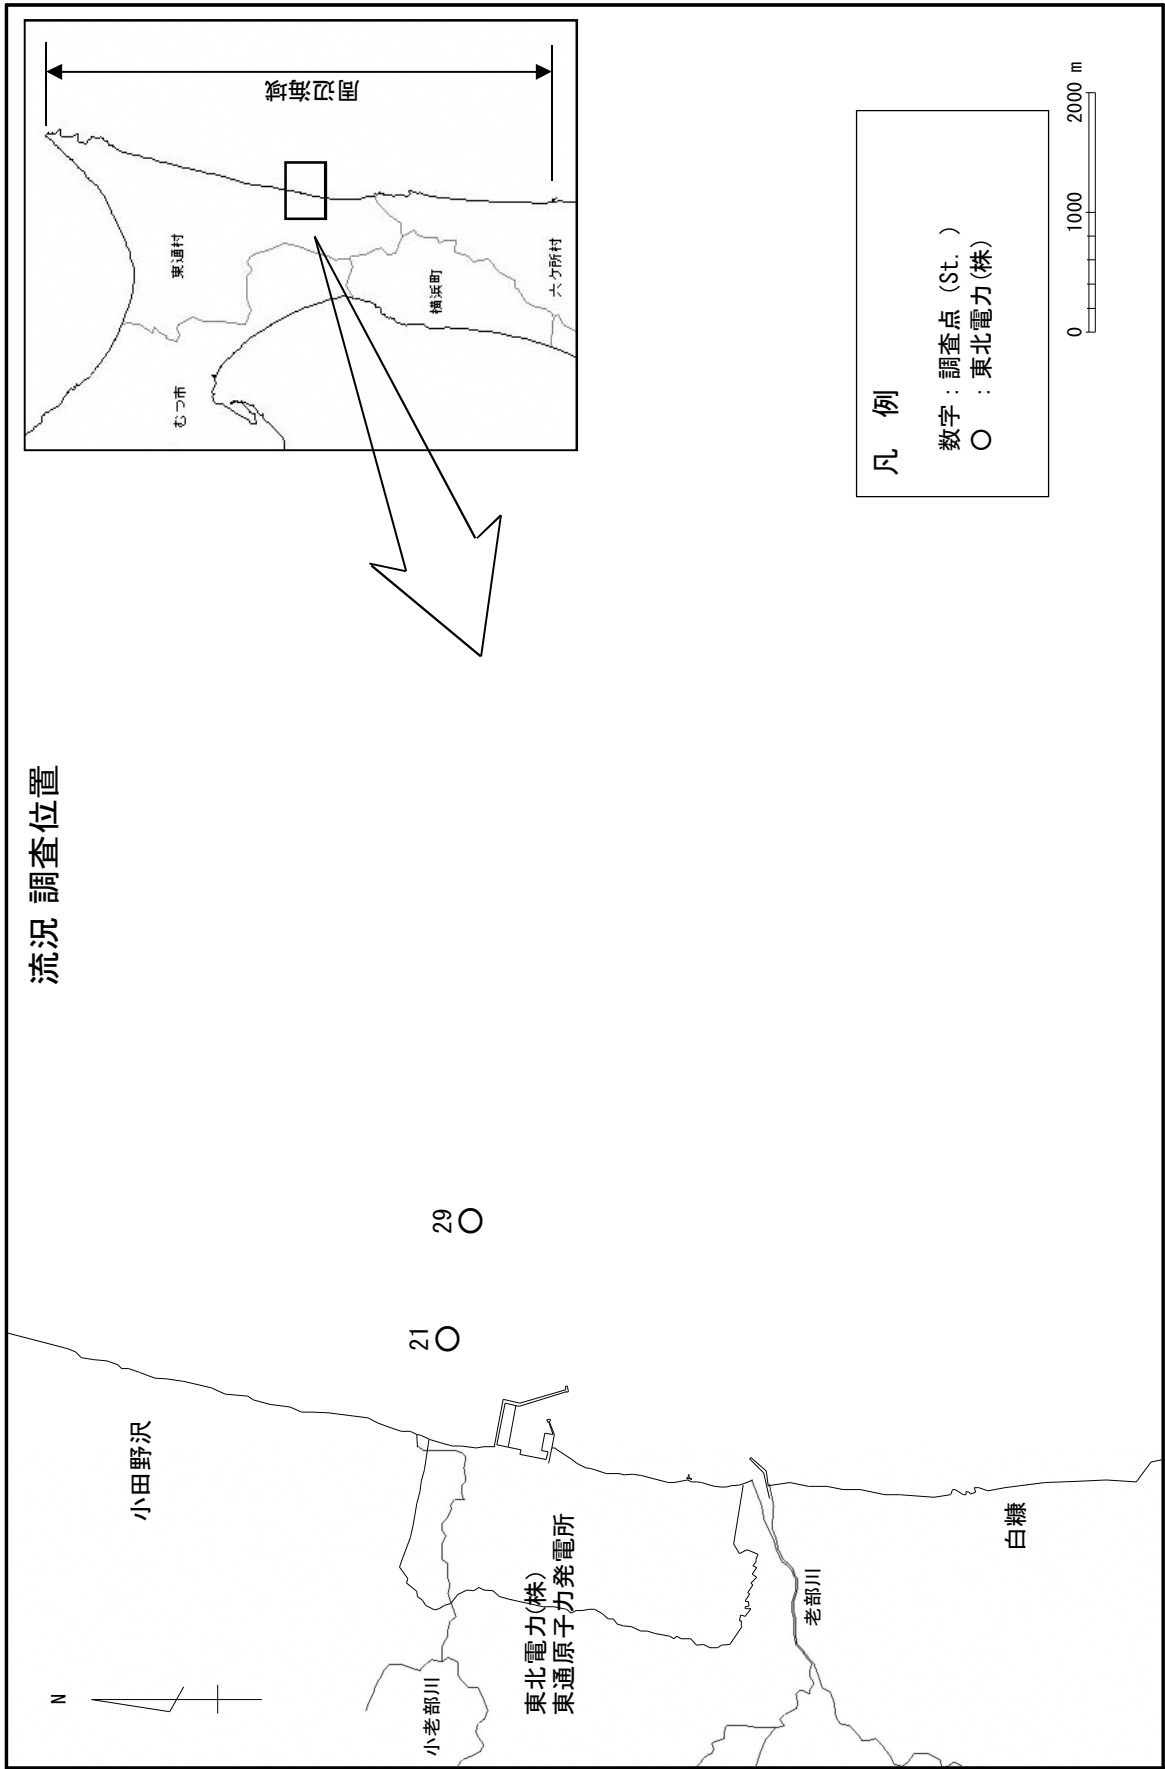 流況 調査位置
周辺海域
東通村
むつ市
横浜町
六ケ所村
N
小田野沢
21
29
小老部川
東北電力(株)
東通原子力発電所
老部川
白糠
凡 例
数字：調査点 (St. )
○ ：東北電力(株)
0 1000 2000 m